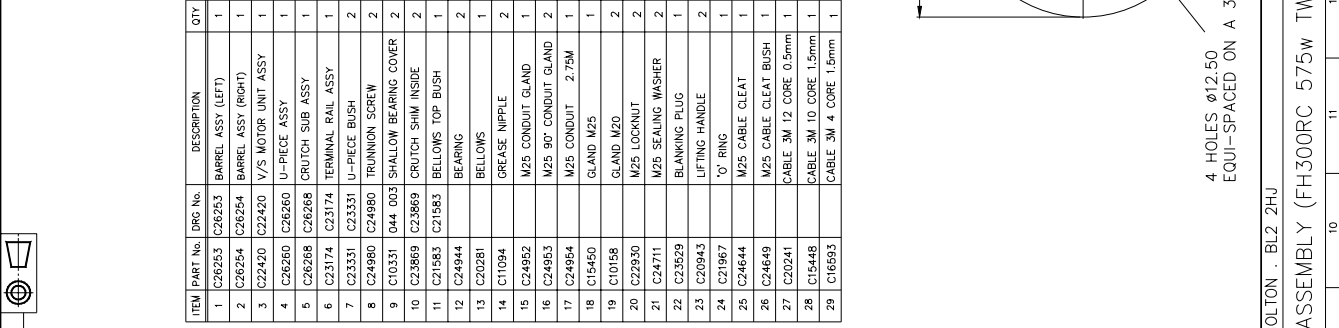 ITEM PART No. DRG No. DESCRIPTION QTY
1 C26253 C26253 BARREL ASSY (LEFT) 1
2 C26254 C26254 BARREL ASSY (RIGHT) 1
3 C22420 C22420 V/S MOTOR UNIT ASSY 1
4 C26260 C26260 U-PIECE ASSY 1
5 C26268 C26268 CRUTCH SUB ASSY 1
6 C23174 C23174 TERMINAL RAIL ASSY 1
7 C23331 C23331 U-PIECE BUSH 2
8 C24980 C24980 TRUNNION SCREW 2
9 C10331 044 003 SHALLOW BEARING COVER 2
10 C23869 C23869 CRUTCH SHIM INSIDE 2
11 C21583 C21583 BELLOWS TOP BUSH 1
12 C24944 BEARING 2
13 C20281 BELLOWS 1
14 C11094 GREASE NIPPLE 2
15 C24952 M25 CONDUIT GLAND 1
16 C24953 M25 90° CONDUIT GLAND 2
17 C24954 M25 CONDUIT 2.75M 1
18 C15450 GLAND M25 1
19 C10158 GLAND M20 2
20 C22930 M25 LOCKNUT 2
21 C24711 M25 SEALING WASHER 2
22 C23529 BLANKING PLUG 1
23 C20943 LIFTING HANDLE 2
24 C21967 'O' RING 1
25 C24644 M25 CABLE CLEAT 1
26 C24649 M25 CABLE CLEAT BUSH 1
27 C20241 CABLE 3M 12 CORE 0.5mm 1
28 C15448 CABLE 3M 10 CORE 1.5mm 1
29 C16593 CABLE 3M 4 CORE 1.5mm 1
4 HOLES ø12.50
EQUI-SPACED ON A 3
OLTON . BL2 2HJ
ASSEMBLY (FH300RC 575w TW
10
11